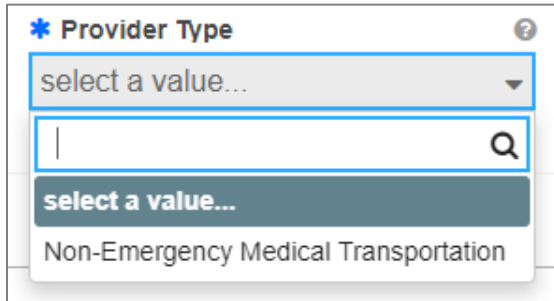 * Provider Type ?
select a value...
select a value...
Non-Emergency Medical Transportation